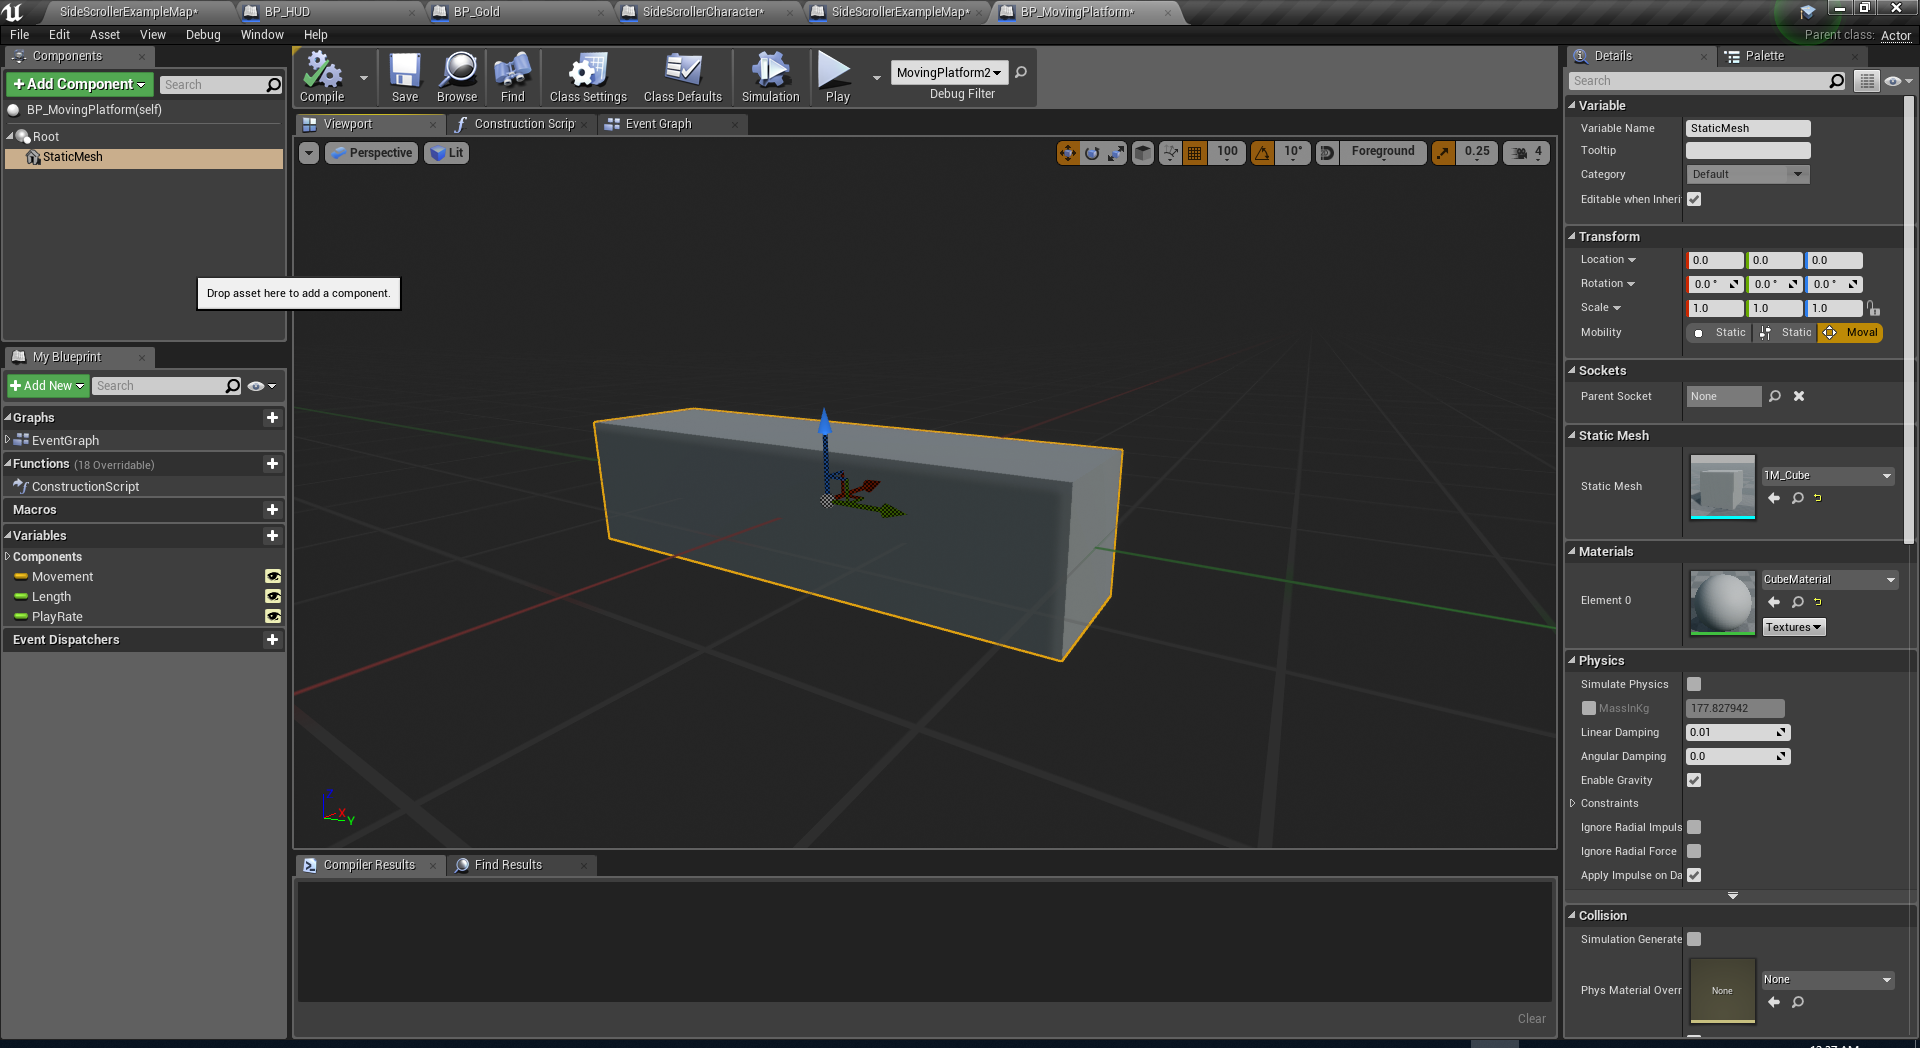 SideScrollerExampleMap*
BP_HUD
BP_Gold
SideScrollerCharacter*
SideScrollerExampleMap*
BP_MovingPlatform*
File Edit Asset View Debug Window Help
Parent class: Actor
Components
Add Component
Search
BP_MovingPlatform(self)
Root
StaticMesh
Drop asset here to add a component.
My Blueprint
Add New
Search
Graphs
EventGraph
Functions (18 Overridable)
ConstructionScript
Macros
Variables
Components
Movement
Length
PlayRate
Event Dispatchers
Compile
Save
Browse
Find
Class Settings
Class Defaults
Simulation
Play
MovingPlatform2
Debug Filter
Viewport
Construction Scrip
Event Graph
Perspective
Lit
100
10°
Foreground
0.25
4
Z
X
Y
Compiler Results
Find Results
Clear
Details
Palette
Search
Variable
Variable Name StaticMesh
Tooltip
Category Default
Editable when Inheri
Transform
Location 0.0 0.0 0.0
Rotation 0.0 ° 0.0 ° 0.0 °
Scale 1.0 1.0 1.0
Mobility Static Static Moval
Sockets
Parent Socket None
Static Mesh
Static Mesh 1M_Cube
Materials
Element 0 CubeMaterial
Textures
Physics
Simulate Physics
MassInKg 177.827942
Linear Damping 0.01
Angular Damping 0.0
Enable Gravity
Constraints
Ignore Radial Impuls
Ignore Radial Force
Apply Impulse on Da
Collision
Simulation Generate
Phys Material Overr None None